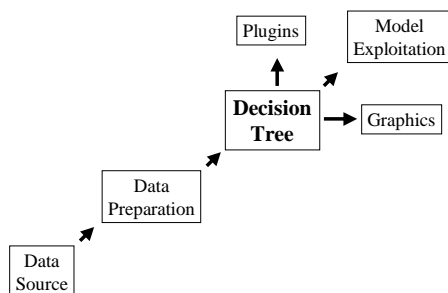 Plugins
Model
Exploitation
Decision
Tree
Graphics
Data
Preparation
Data
Source